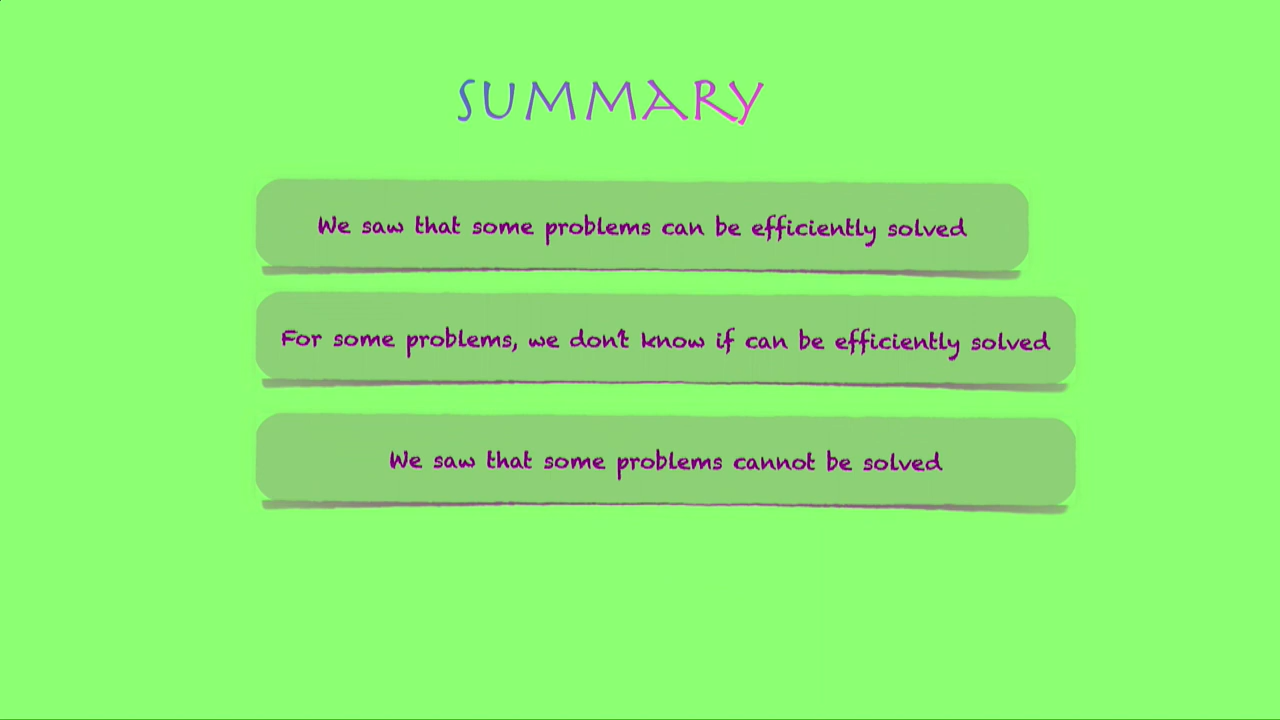 SUMMARY
We saw that some problems can be efficiently solved
For some problems, we don't know if can be efficiently solved
We saw that some problems cannot be solved